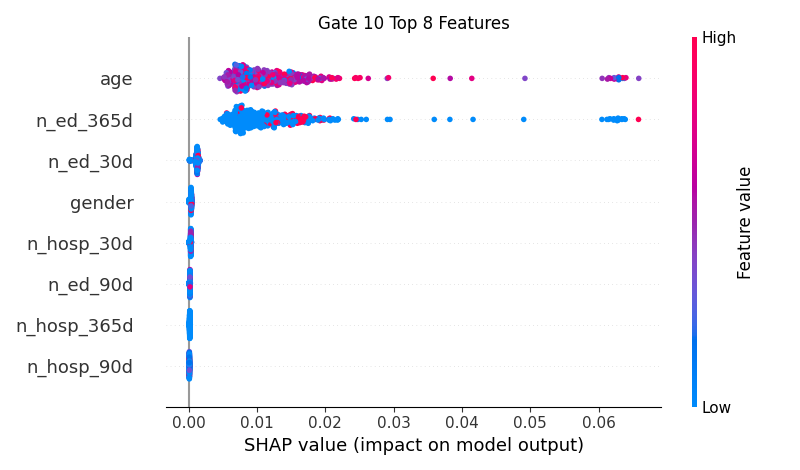 Gate 10 Top 8 Features
High
age
n_ed_365d
n_ed_30d
gender
n_hosp_30d
n_ed_90d
n_hosp_365d
n_hosp_90d
Feature value
Low
0.00 0.01 0.02 0.03 0.04 0.05 0.06
SHAP value (impact on model output)